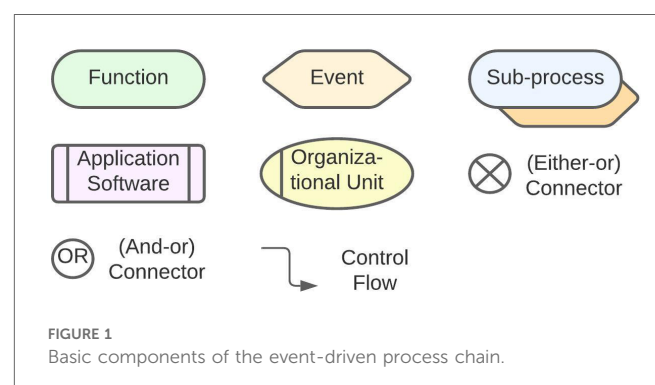 Function
Event
Sub-process
Application
Software
Organiza-
tional Unit
(Either-or)
Connector
OR
(And-or)
Connector
Control
Flow
FIGURE 1
Basic components of the event-driven process chain.